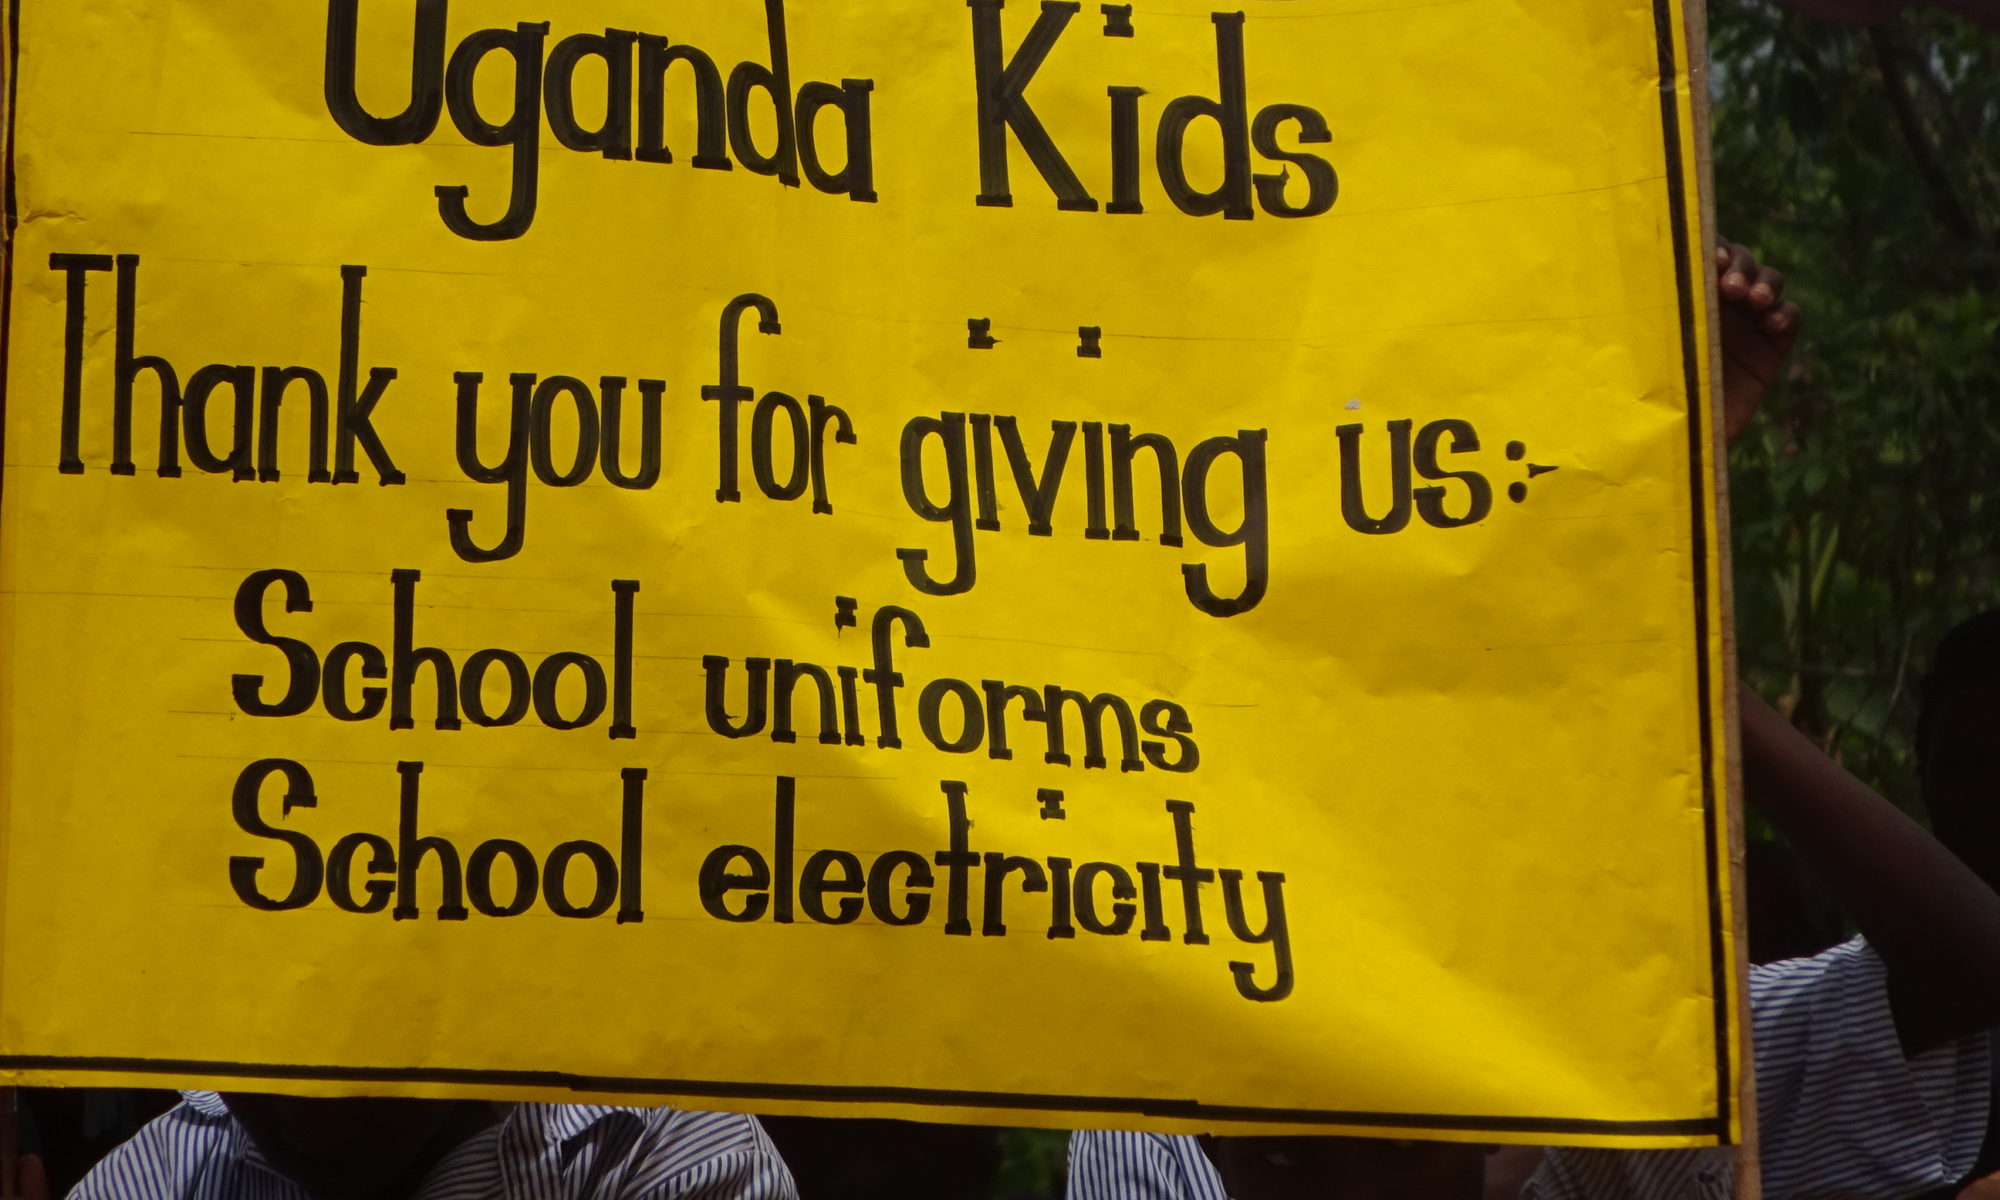 Uganda Kids
Thank you for giving us:-
School uniforms
School electricity